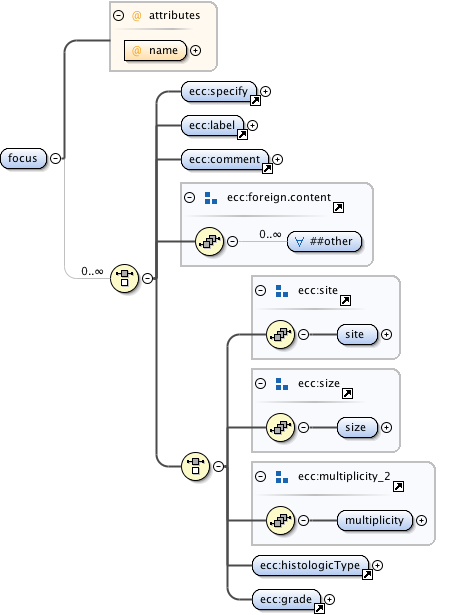 @ attributes
@ name
ecc:specify
ecc:label
focus
ecc:comment
ecc:foreign.content
0..∞
∀ ##other
0..∞
ecc:site
site
ecc:size
size
ecc:multiplicity_2
multiplicity
ecc:histologicType
ecc:grade